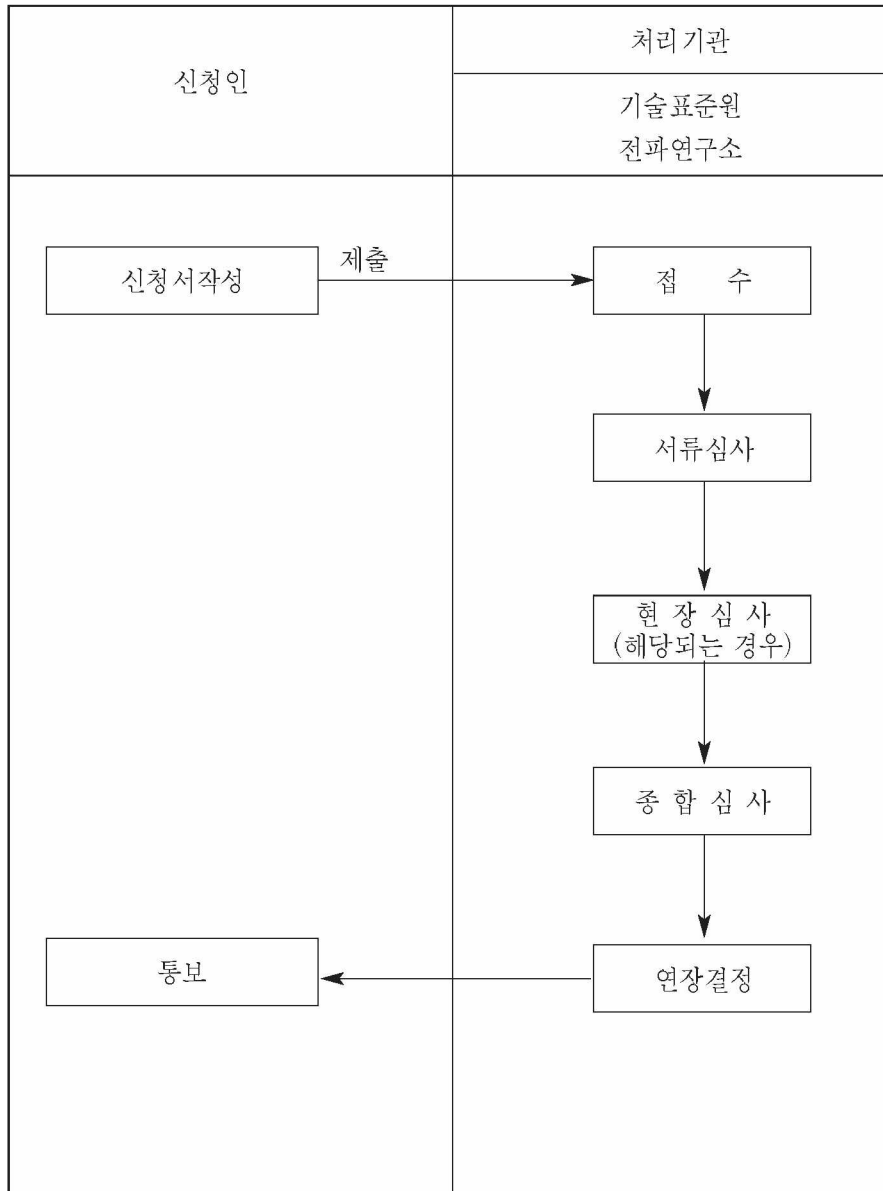 신청인
처리기관
기술표준원
전파연구소
신청서작성
제출
접 수
서류심사
현 장 심 사
(해당되는 경우)
종 합 심 사
연장결정
통보